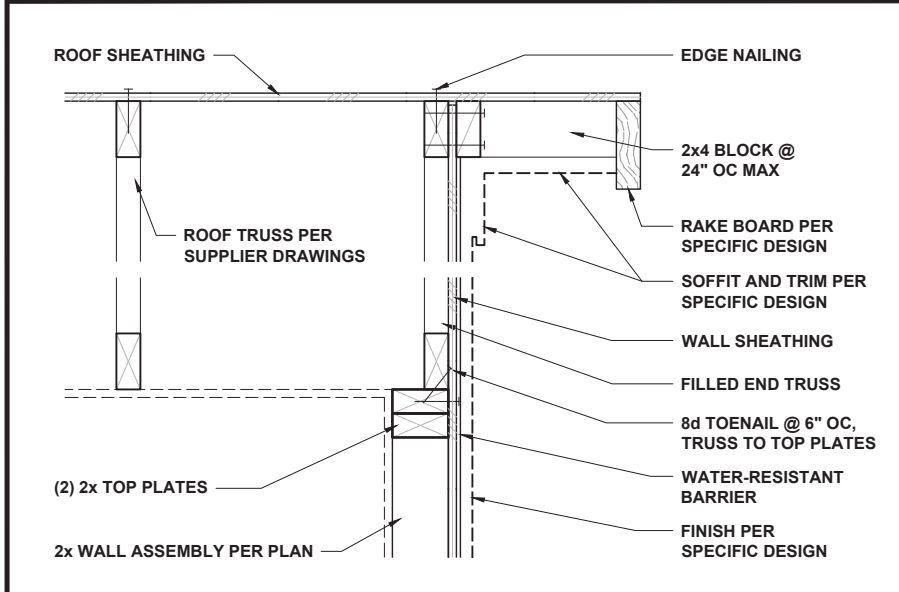 ROOF SHEATHING
EDGE NAILING
2x4 BLOCK @
24" OC MAX
RAKE BOARD PER
SPECIFIC DESIGN
ROOF TRUSS PER
SUPPLIER DRAWINGS
SOFFIT AND TRIM PER
SPECIFIC DESIGN
WALL SHEATHING
FILLED END TRUSS
8d TOENAIL @ 6" OC,
TRUSS TO TOP PLATES
(2) 2x TOP PLATES
WATER-RESISTANT
BARRIER
2x WALL ASSEMBLY PER PLAN
FINISH PER
SPECIFIC DESIGN